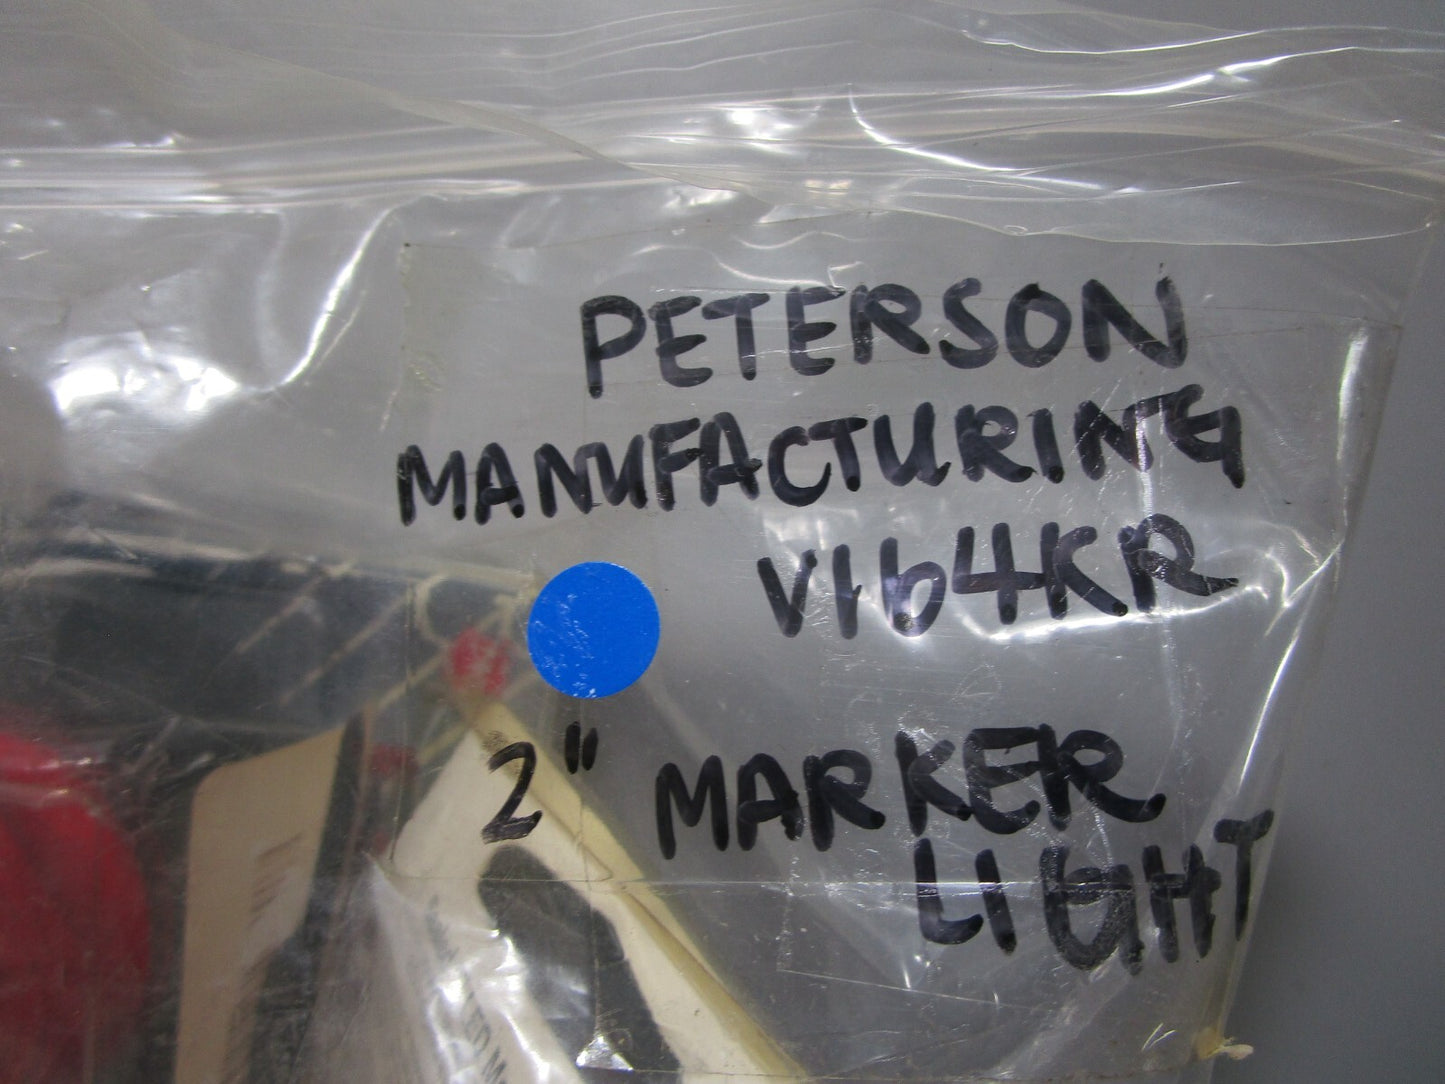 PETERSON
MANUFACTURING
V164KR
2" MARKER
LIGHT